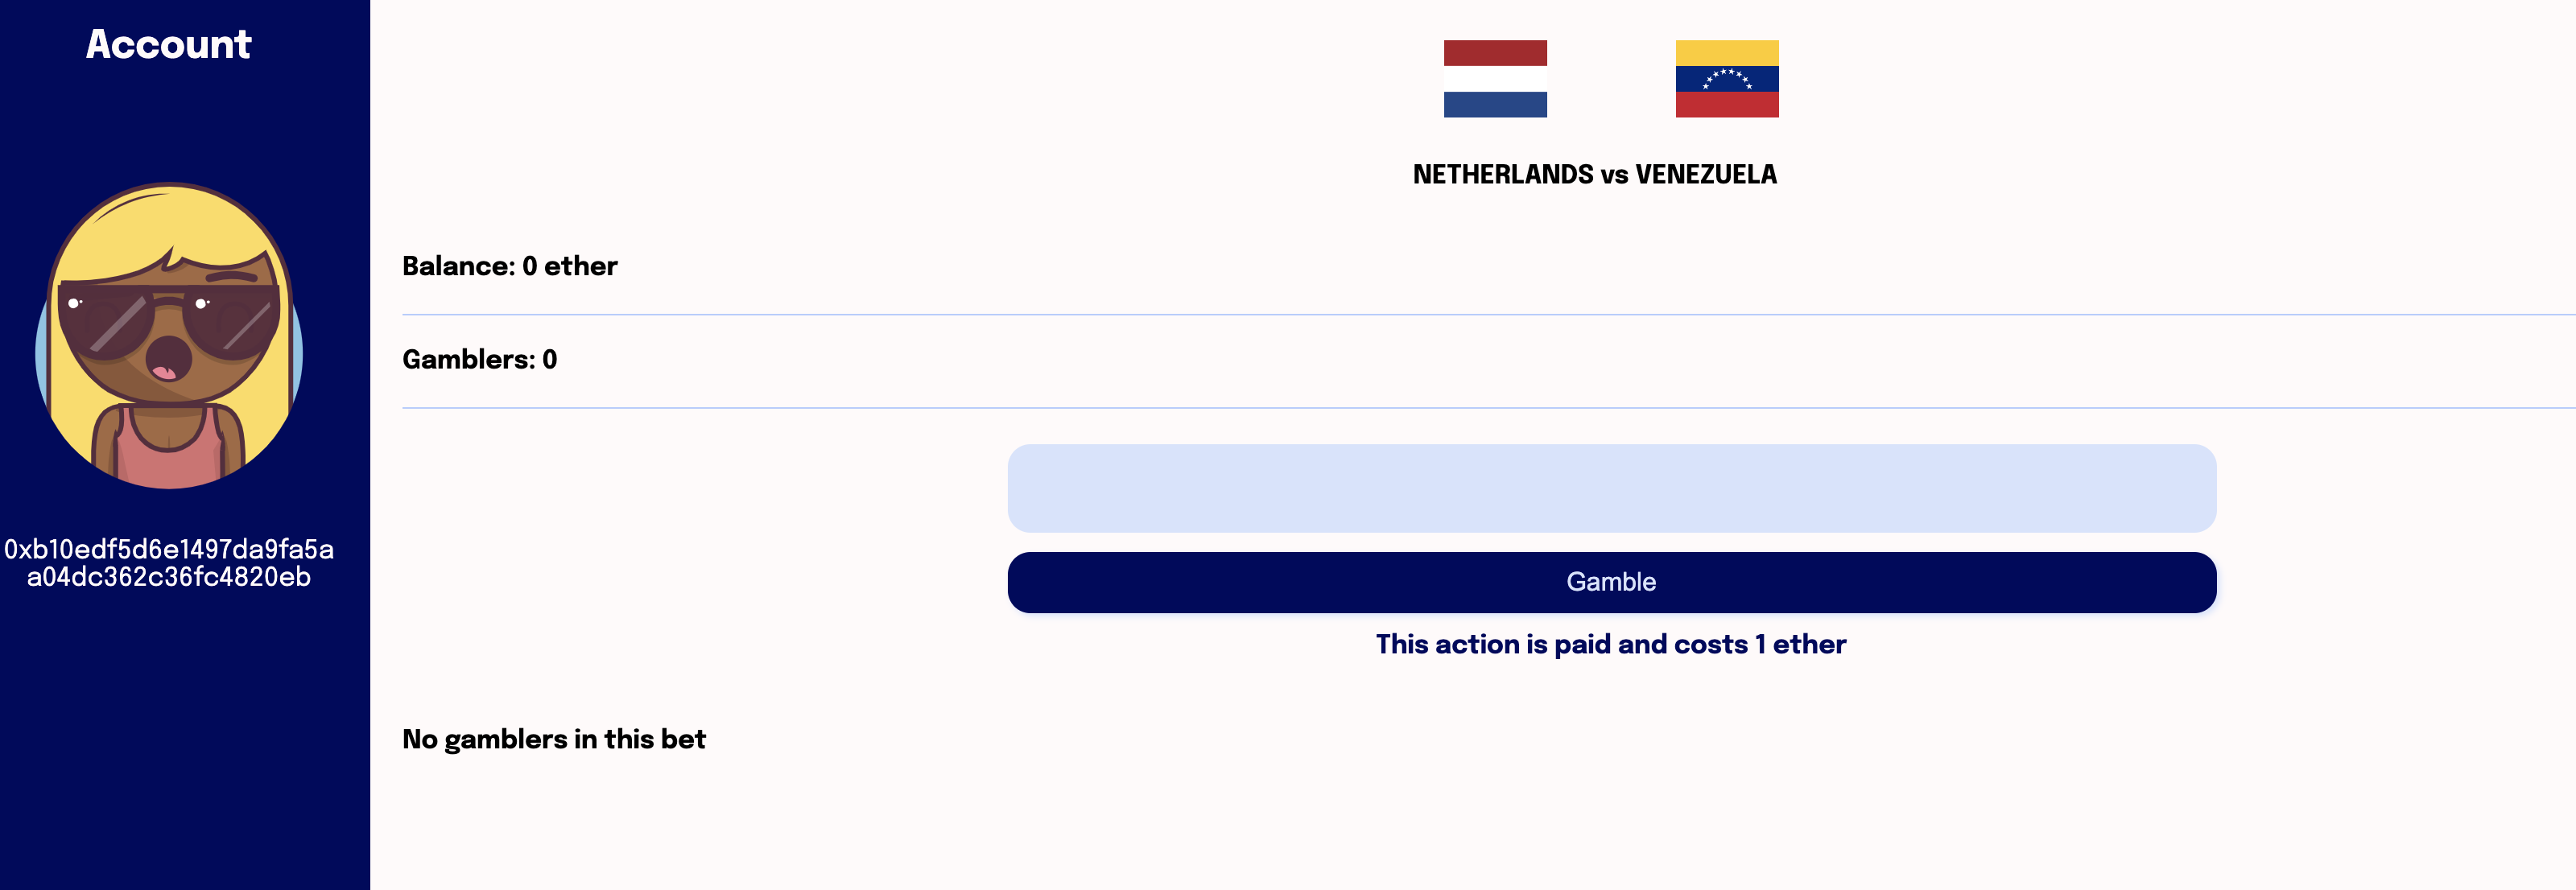 Account
0xb10edf5d6e1497da9fa5a
a04dc362c36fc4820eb
NETHERLANDS vs VENEZUELA
Balance: 0 ether
Gamblers: 0
Gamble
This action is paid and costs 1 ether
No gamblers in this bet